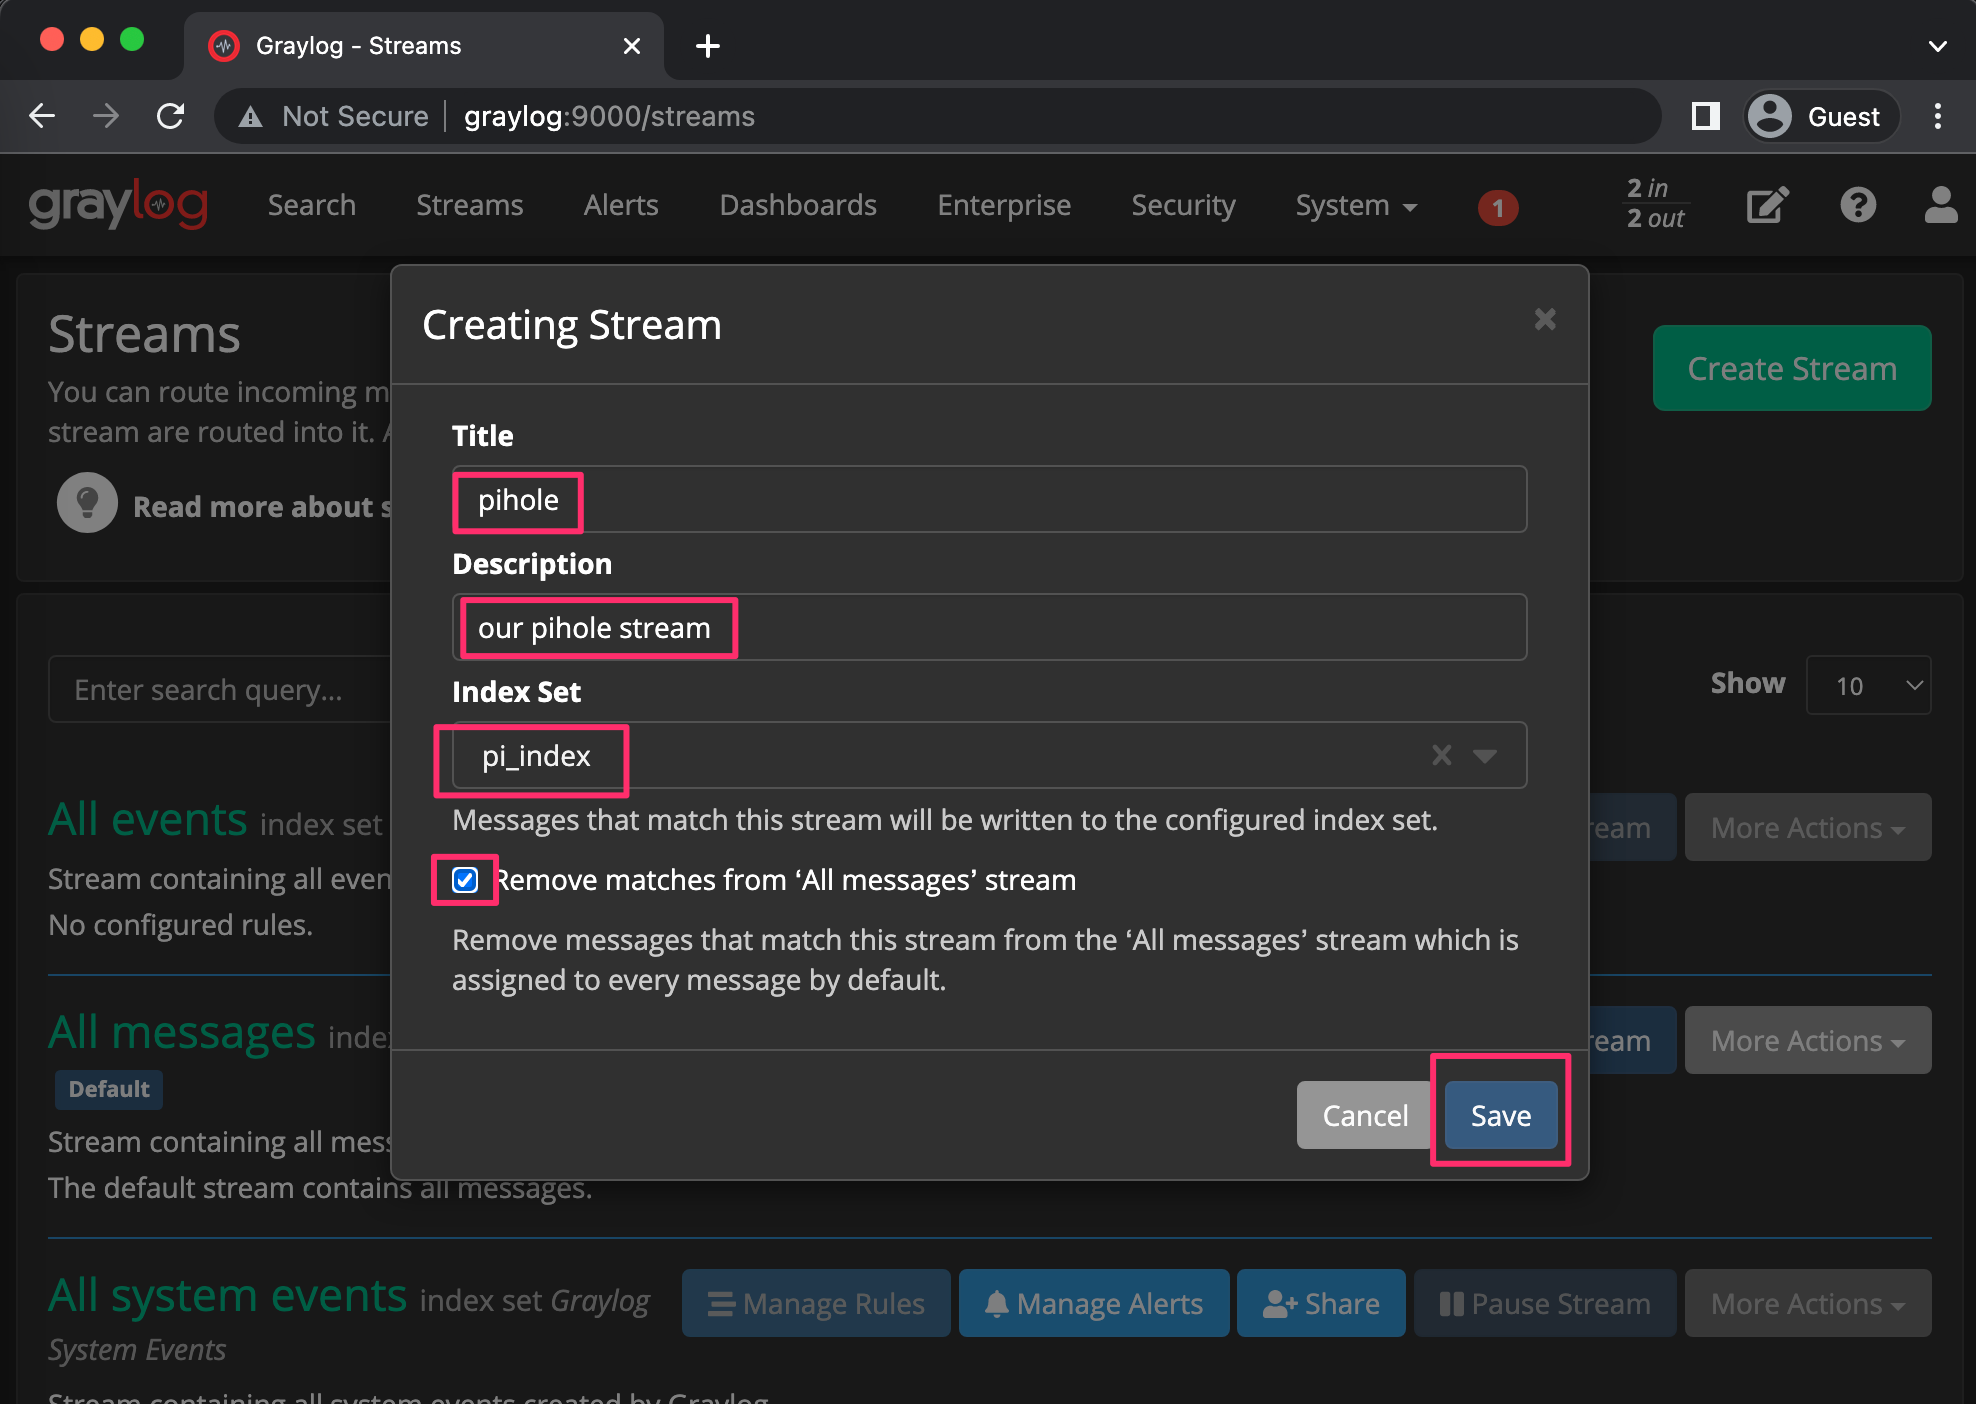 Graylog - Streams
Not Secure graylog:9000/streams
Guest
graylog Search Streams Alerts Dashboards Enterprise Security System 1 2 in
2 out
Creating Stream
Streams
Create Stream
You can route incoming m
stream are routed into it.
Read more about s
Title
pihole
Description
our pihole stream
Index Set
pi_index
Enter search query...
Show 10
Messages that match this stream will be written to the configured index set.
Remove matches from ‘All messages’ stream
Remove messages that match this stream from the ‘All messages’ stream which is
assigned to every message by default.
Cancel Save
All events index set
ream More Actions
Stream containing all even
No configured rules.
All messages inde
ream More Actions
Default
Stream containing all mess
The default stream contains all messages.
All system events index set Graylog
System Events
Manage Rules Manage Alerts Share Pause Stream More Actions
Stream containing all system events created by Graylog